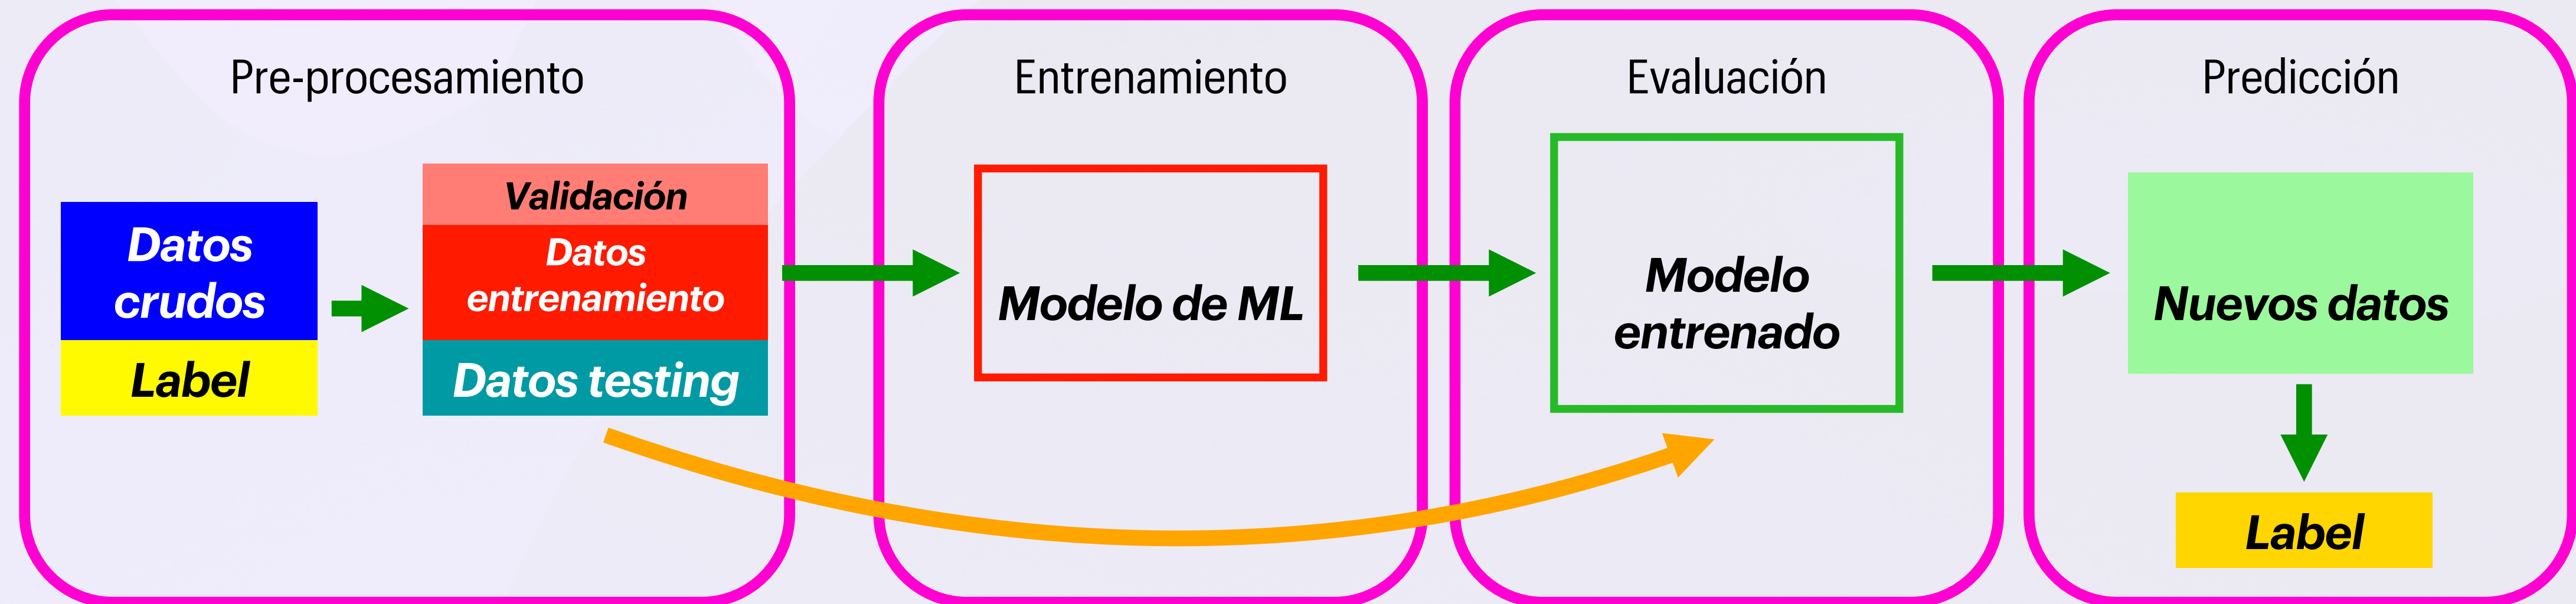 Pre-procesamiento
Datos
crudos
Label
Validación
Datos
entrenamiento
Datos testing
Entrenamiento
Modelo de ML
Evaluación
Modelo
entrenado
Predicción
Nuevos datos
Label